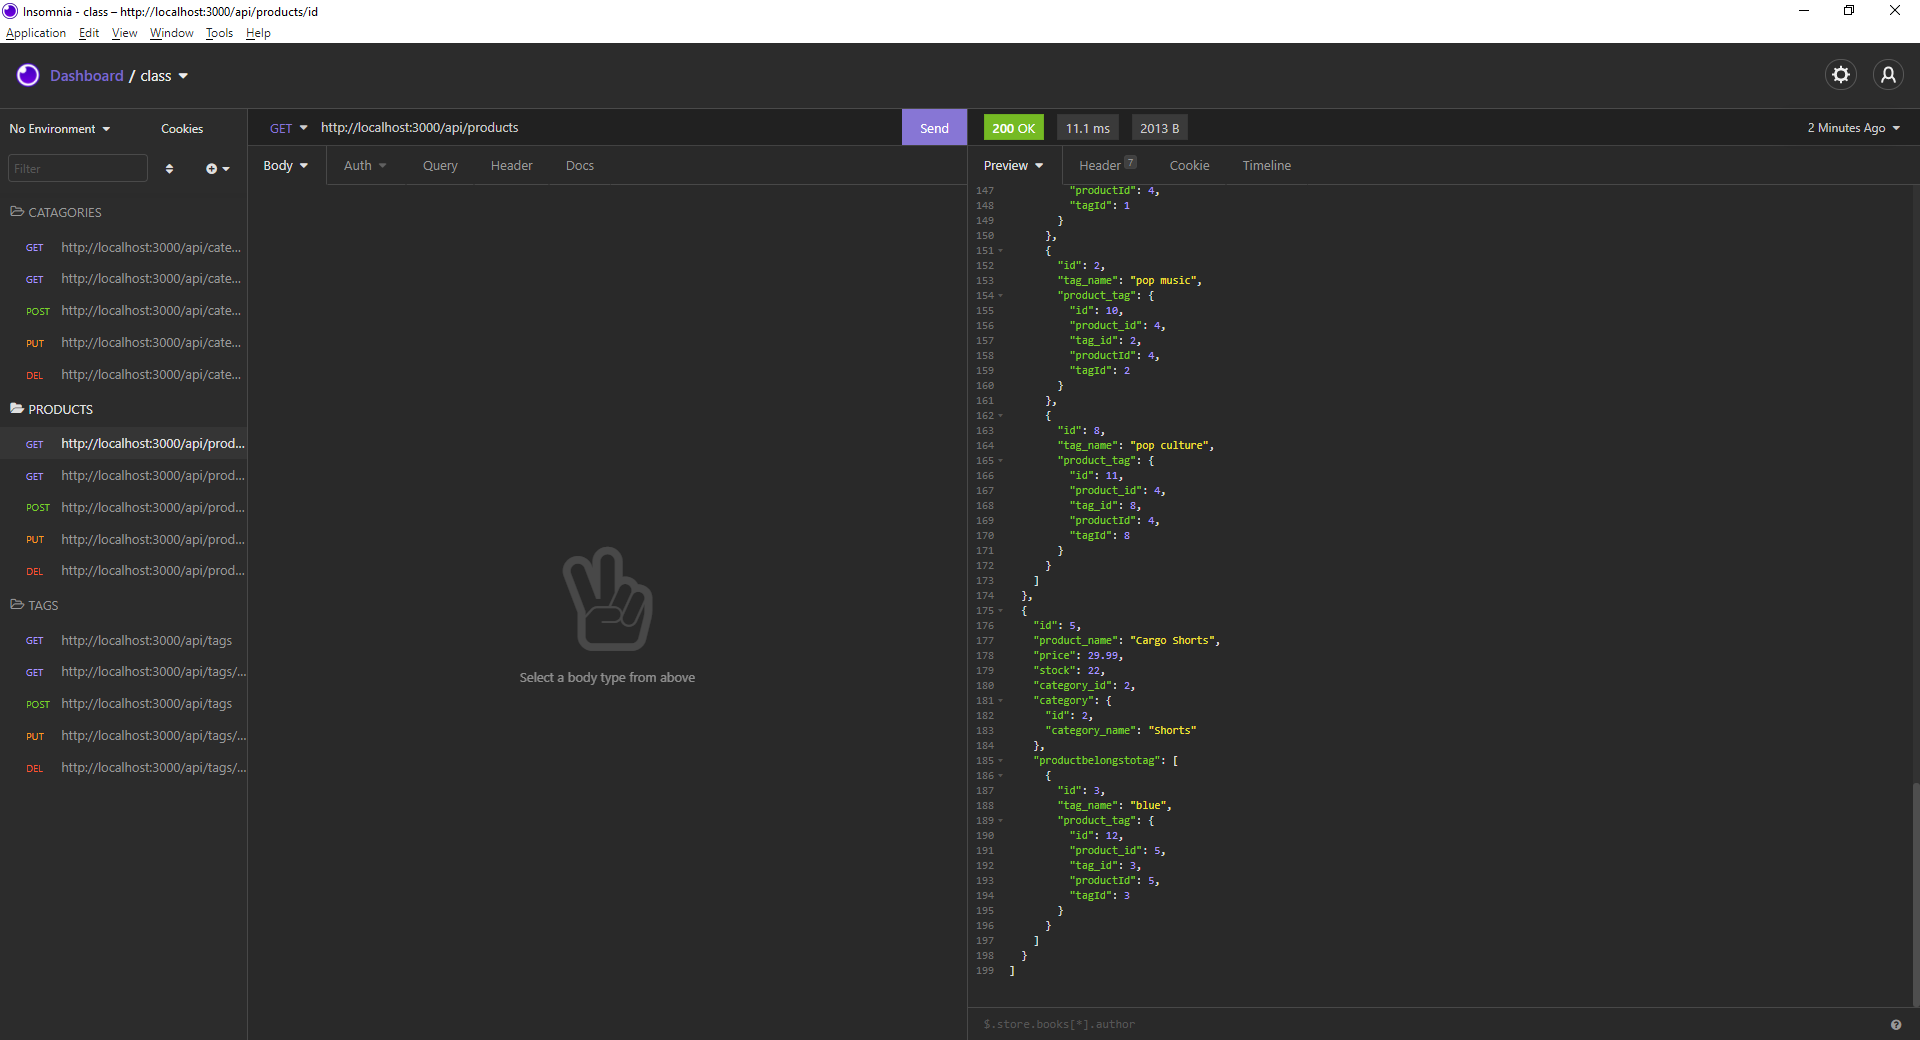 Insomnia - class – http://localhost:3000/api/products/id
Application Edit View Window Tools Help
Dashboard / class
No Environment Cookies
Filter
CATAGORIES
GET http://localhost:3000/api/cate...
GET http://localhost:3000/api/cate...
POST http://localhost:3000/api/cate...
PUT http://localhost:3000/api/cate...
DEL http://localhost:3000/api/cate...
PRODUCTS
GET http://localhost:3000/api/prod...
GET http://localhost:3000/api/prod...
POST http://localhost:3000/api/prod...
PUT http://localhost:3000/api/prod...
DEL http://localhost:3000/api/prod...
TAGS
GET http://localhost:3000/api/tags
GET http://localhost:3000/api/tags/...
POST http://localhost:3000/api/tags
PUT http://localhost:3000/api/tags/...
DEL http://localhost:3000/api/tags/...
GET http://localhost:3000/api/products Send
Body Auth Query Header Docs
Select a body type from above
200 OK 11.1 ms 2013 B 2 Minutes Ago
Preview Header 7 Cookie Timeline
147 "productId": 4,
148 "tagId": 1
149 }
150 },
151 {
152 "id": 2,
153 "tag_name": "pop music",
154 "product_tag": {
155 "id": 10,
156 "product_id": 4,
157 "tag_id": 2,
158 "productId": 4,
159 "tagId": 2
160 }
161 },
162 {
163 "id": 8,
164 "tag_name": "pop culture",
165 "product_tag": {
166 "id": 11,
167 "product_id": 4,
168 "tag_id": 8,
169 "productId": 4,
170 "tagId": 8
171 }
172 }
173 ]
174 },
175 {
176 "id": 5,
177 "product_name": "Cargo Shorts",
178 "price": 29.99,
179 "stock": 22,
180 "category_id": 2,
181 "category": {
182 "id": 2,
183 "category_name": "Shorts"
184 },
185 "productbelongstotag": [
186 {
187 "id": 3,
188 "tag_name": "blue",
189 "product_tag": {
190 "id": 12,
191 "product_id": 5,
192 "tag_id": 3,
193 "productId": 5,
194 "tagId": 3
195 }
196 }
197 ]
198 }
199 ]
$.store.books[*].author